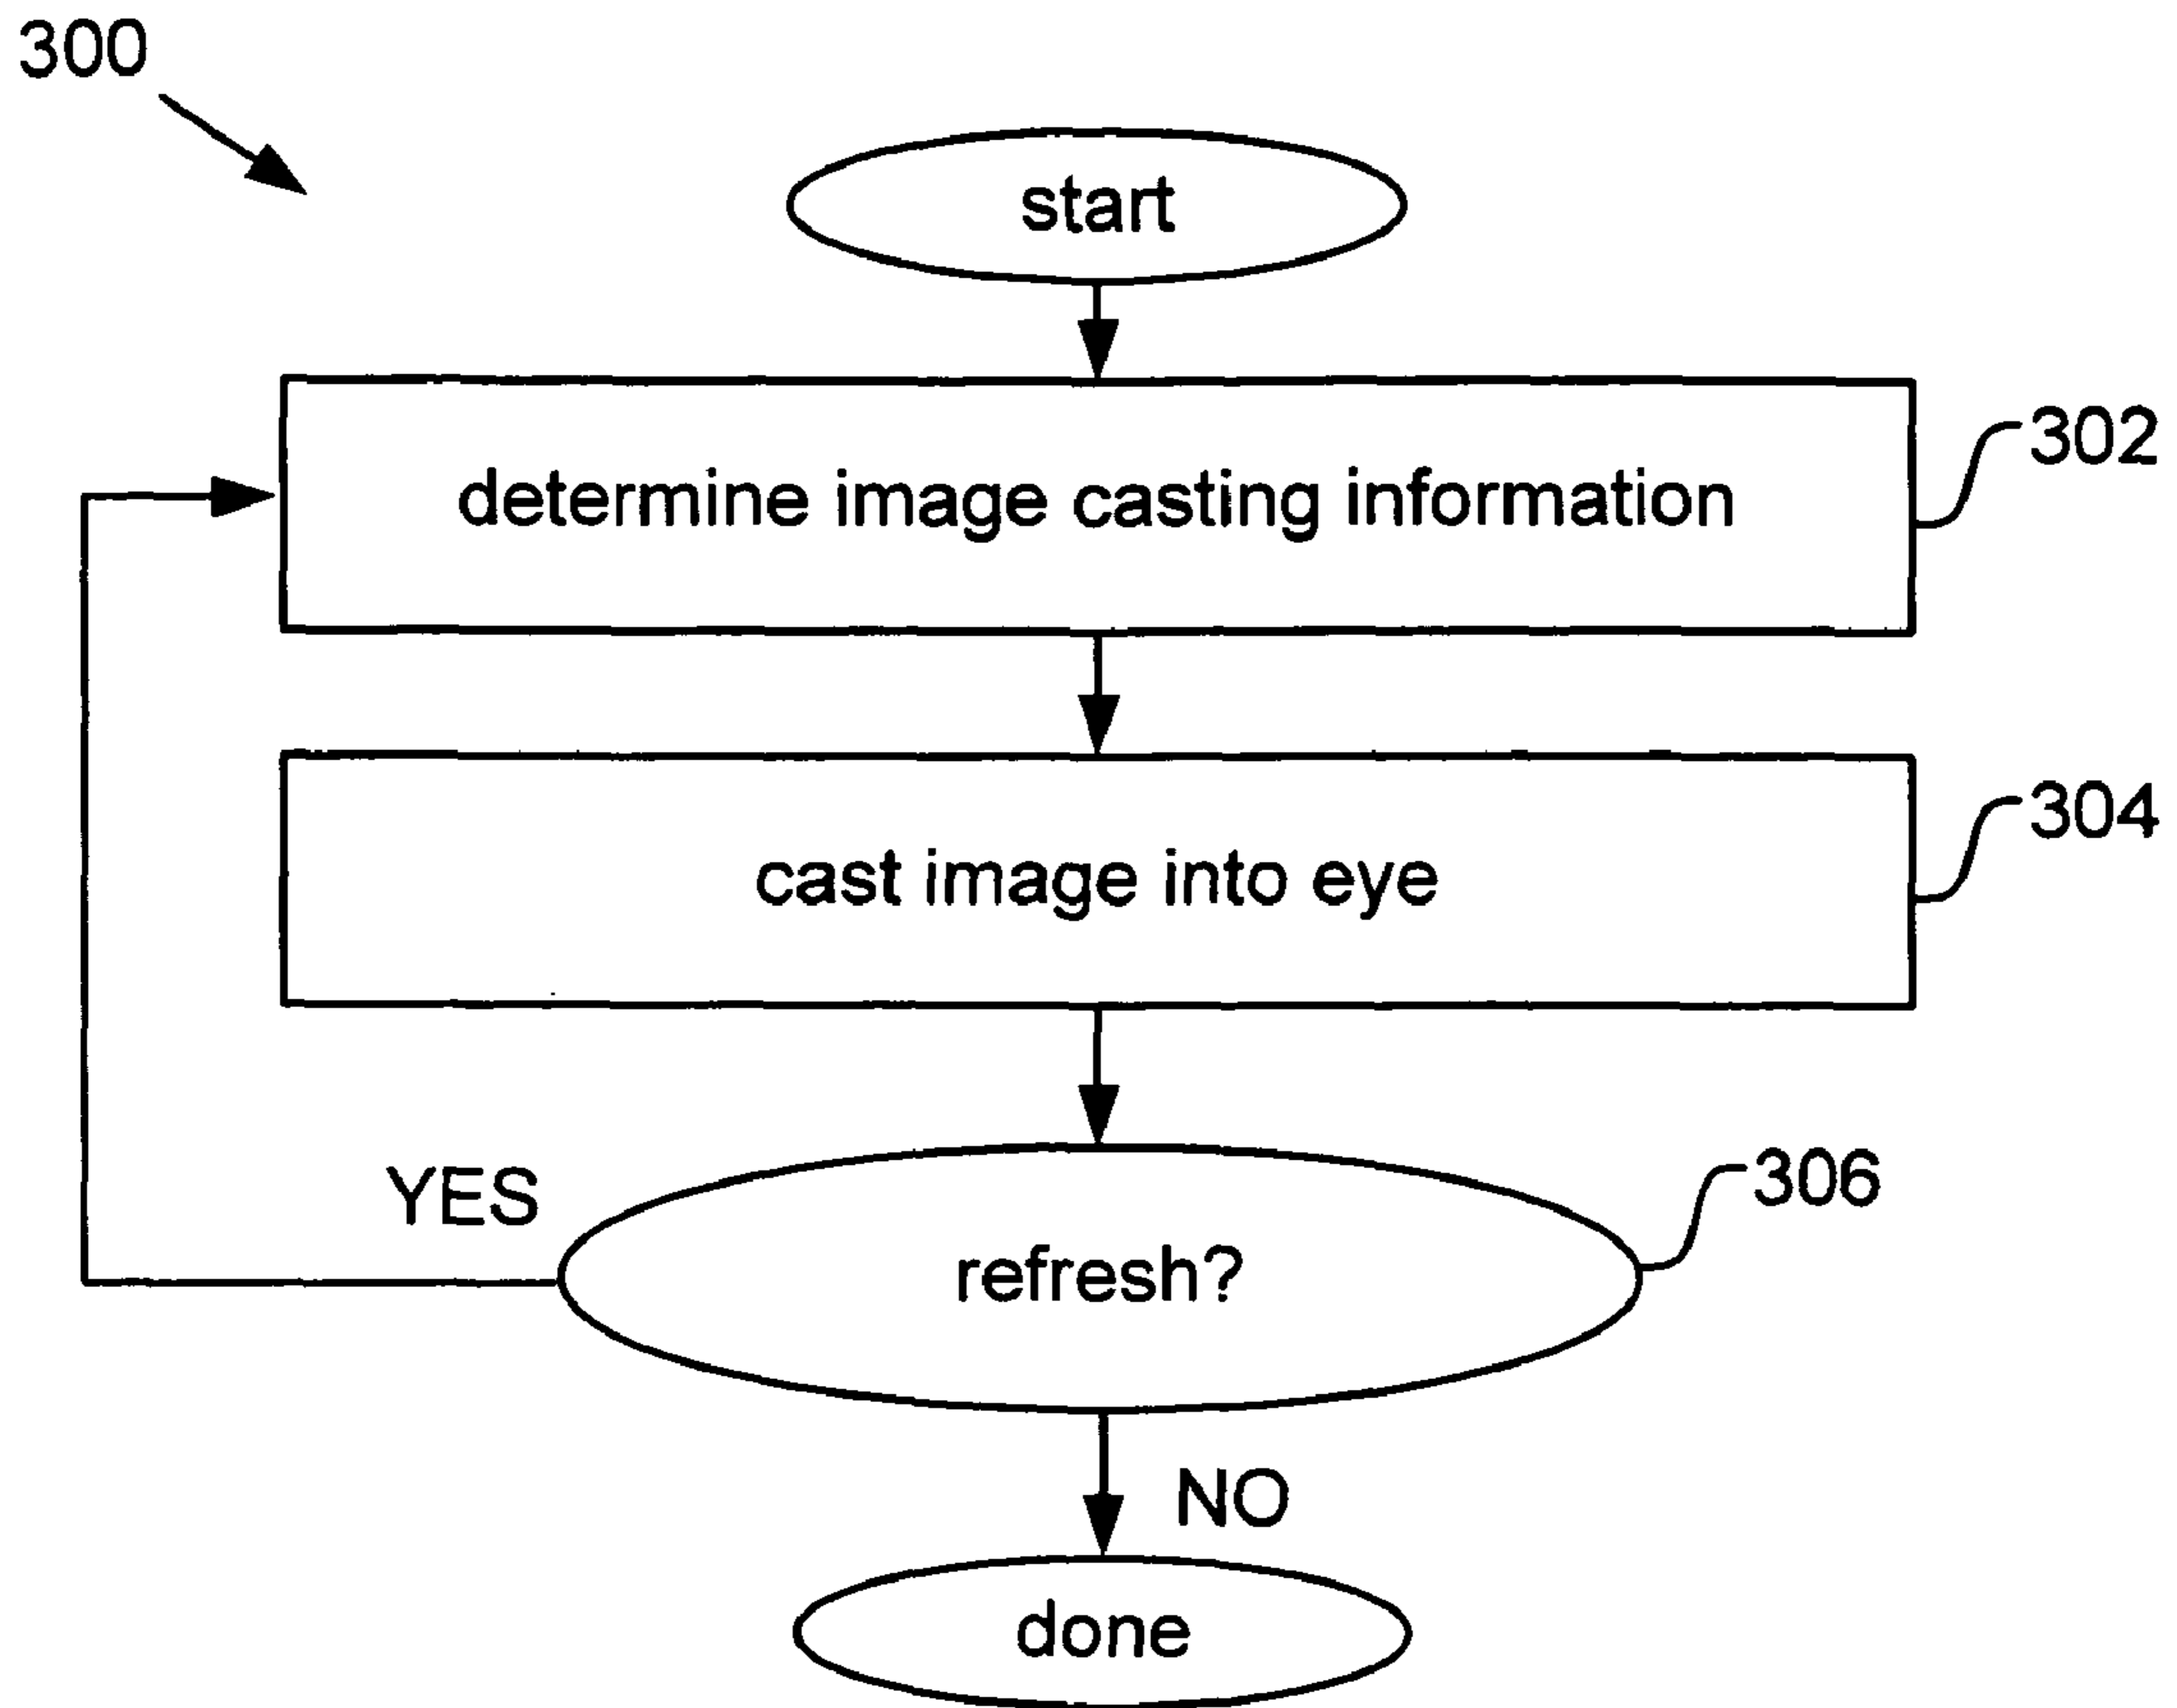 300
start
determine image casting information
302
cast image into eye
304
YES
306
refresh?
NO
done